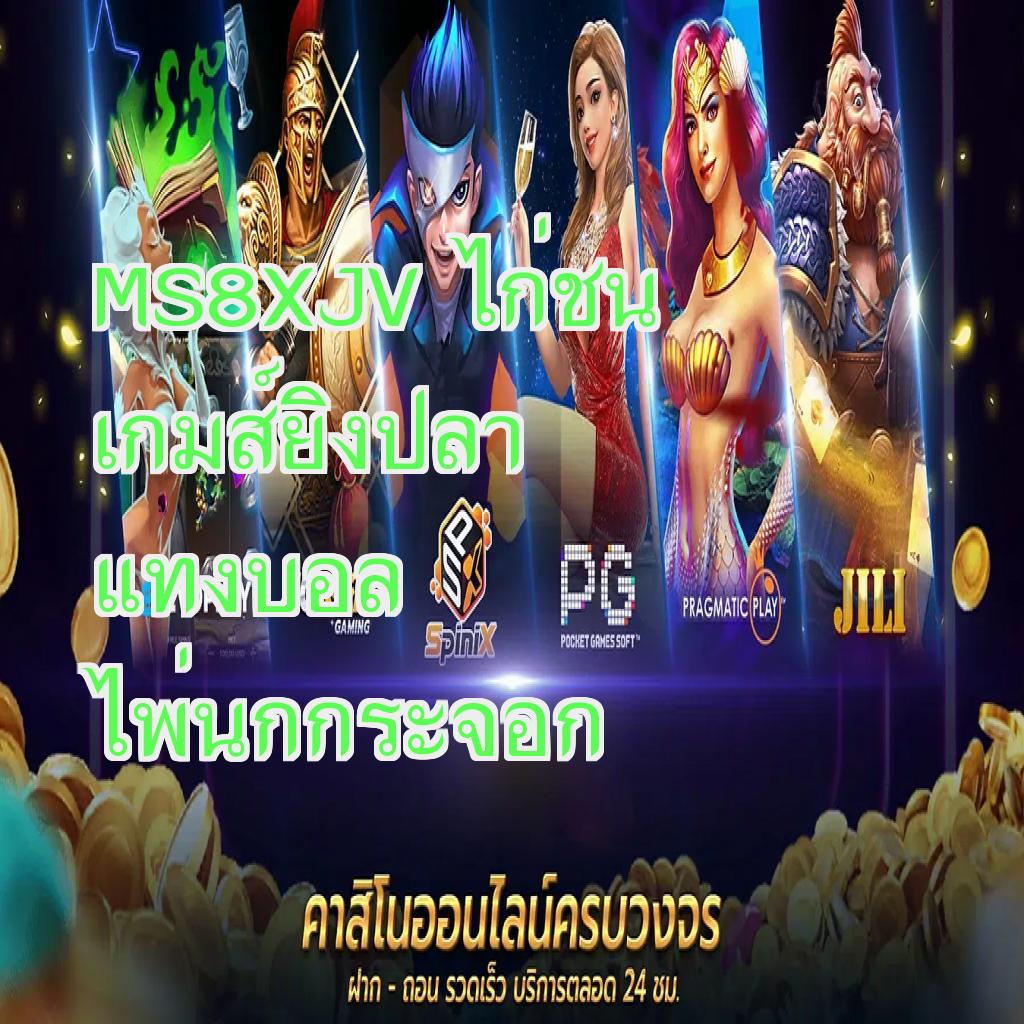 MS8XJV ไก่ชน
เกมส์ยิงปลา
แทงบอล
ไพ่นกกระจอก
+GAMING
SpiniX
PG
POCKET GAMES SOFT™
PRAGMATIC PLAY™
JILI
คาสิโนออนไลน์ครบวงจร
ฝาก - ถอน รวดเร็ว บริการตลอด 24 ชม.